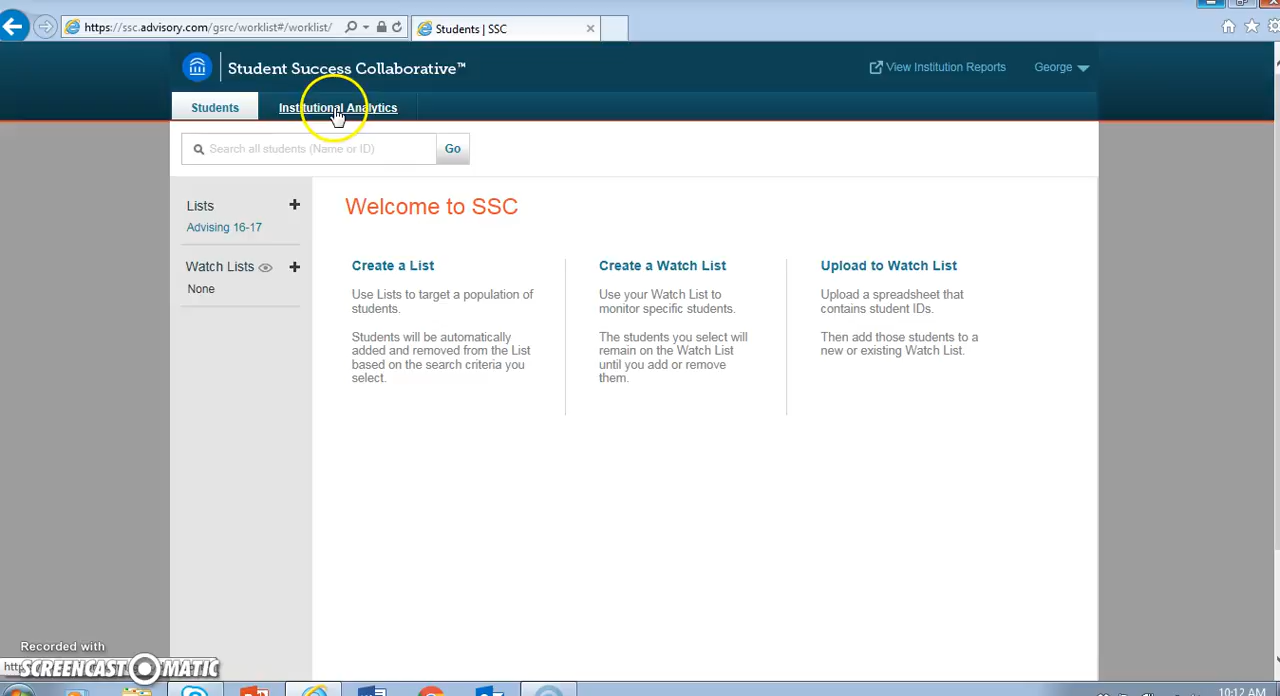 https://ssc.advisory.com/gsrc/worklist#/worklist/
Students | SSC
Student Success Collaborative™
View Institution Reports
George
Students
Institutional Analytics
Search all students (Name or ID)
Go
Lists
Advising 16-17
Watch Lists
None
Welcome to SSC
Create a List
Use Lists to target a population of
students.
Students will be automatically
added and removed from the List
based on the search criteria you
select.
Create a Watch List
Use your Watch List to
monitor specific students.
The students you select will
remain on the Watch List
until you add or remove
them.
Upload to Watch List
Upload a spreadsheet that
contains student IDs.
Then add those students to a
new or existing Watch List.
Recorded with
SCREENCAST-O-MATIC
10:12 AM